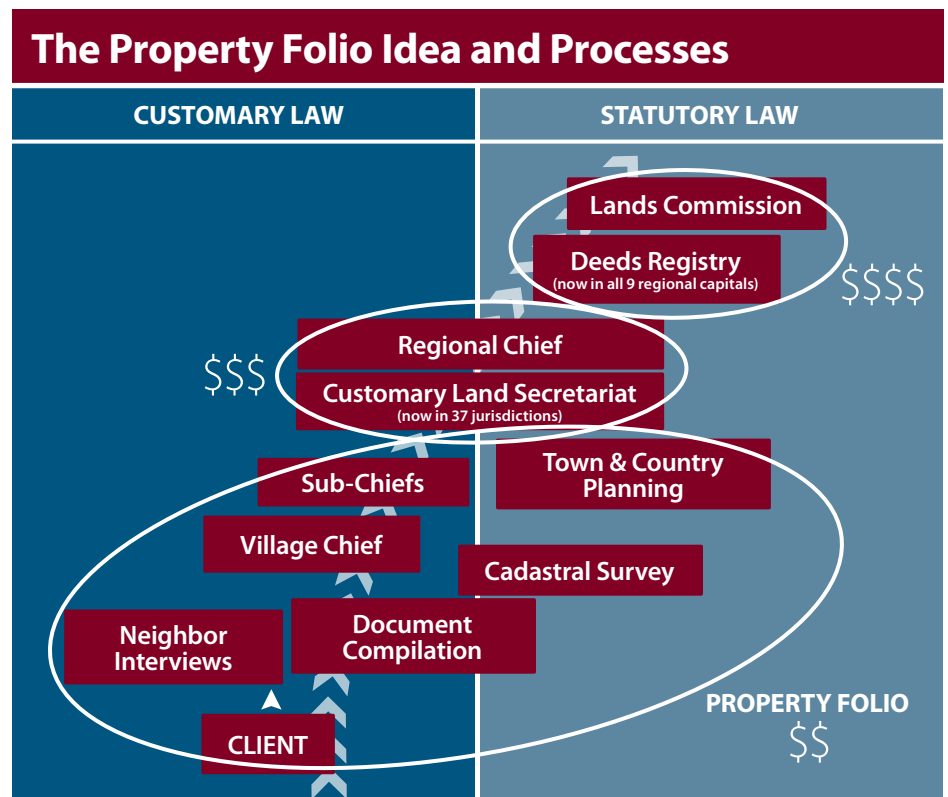 The Property Folio Idea and Processes
CUSTOMARY LAW
STATUTORY LAW
Lands Commission
Deeds Registry
(now in all 9 regional capitals)
$$$$
Regional Chief
$$$
Customary Land Secretariat
(now in 37 jurisdictions)
Town & Country
Planning
Sub-Chiefs
Village Chief
Cadastral Survey
Neighbor
Interviews
Document
Compilation
PROPERTY FOLIO
$$
CLIENT